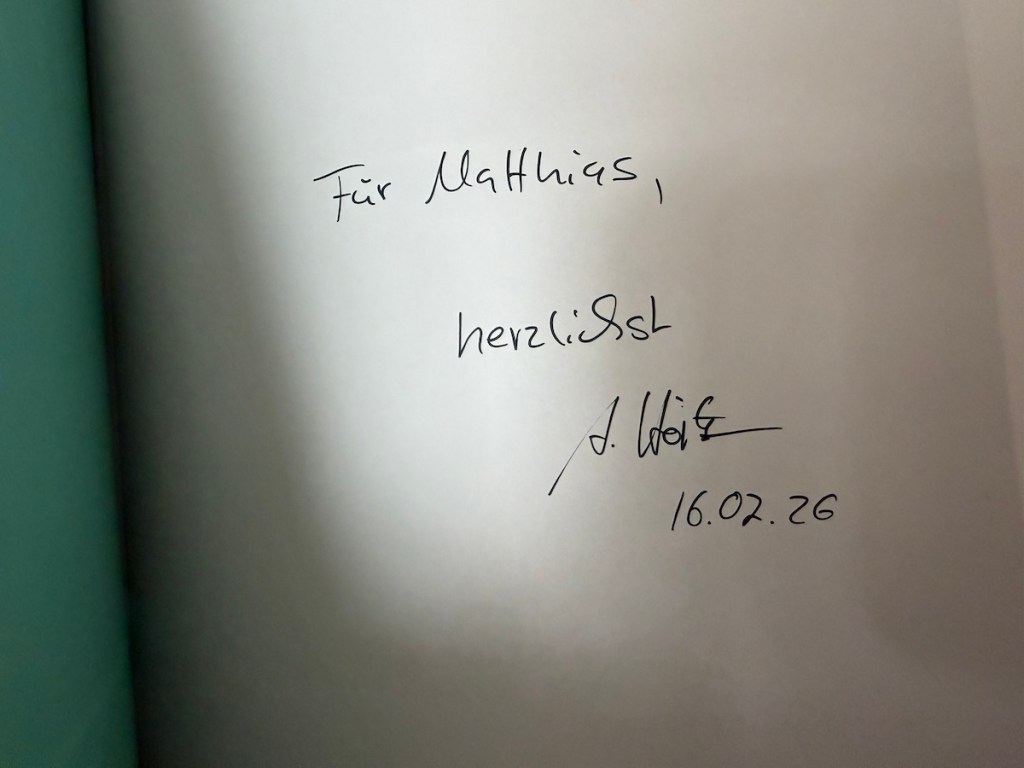 Für Matthias,
herzlichst
16.02.26